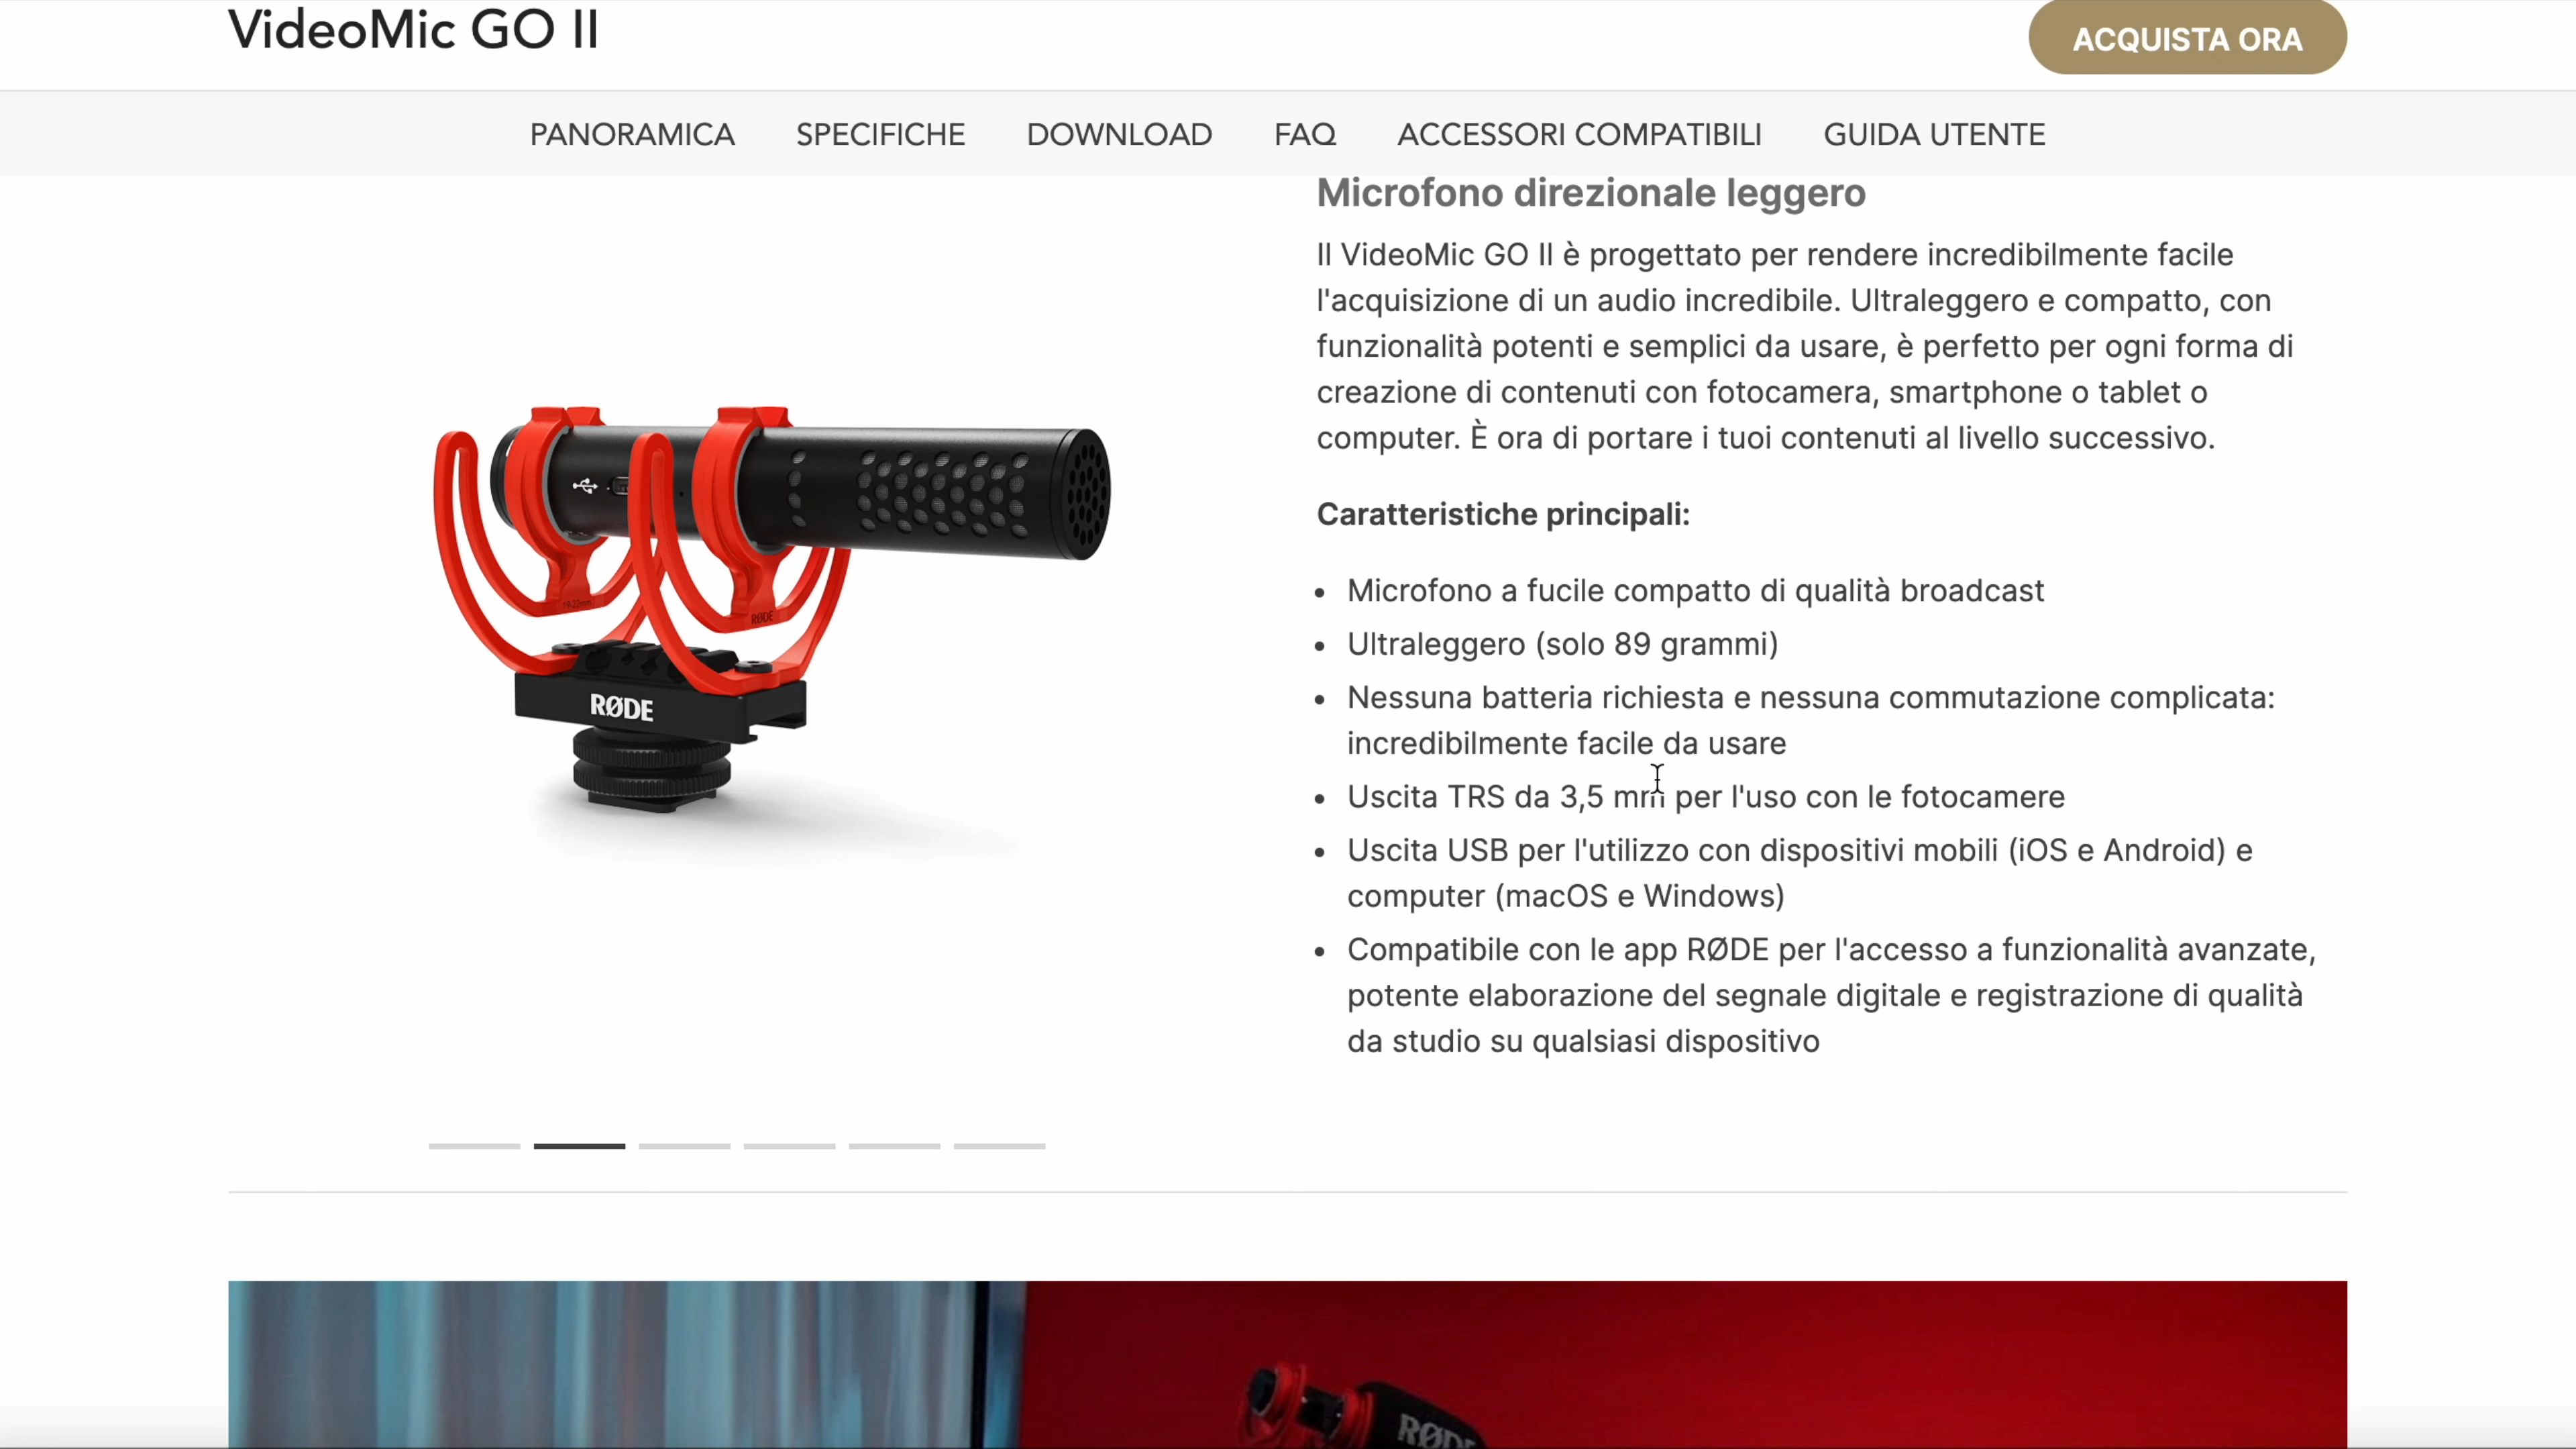 VideoMic GO II
ACQUISTA ORA
PANORAMICA
SPECIFICHE
DOWNLOAD
FAQ
ACCESSORI COMPATIBILI
GUIDA UTENTE
Microfono direzionale leggero
Il VideoMic GO II è progettato per rendere incredibilmente facile
l'acquisizione di un audio incredibile. Ultraleggero e compatto, con
funzionalità potenti e semplici da usare, è perfetto per ogni forma di
creazione di contenuti con fotocamera, smartphone o tablet o
computer. È ora di portare i tuoi contenuti al livello successivo.
Caratteristiche principali:
• Microfono a fucile compatto di qualità broadcast
• Ultraleggero (solo 89 grammi)
• Nessuna batteria richiesta e nessuna commutazione complicata:
incredibilmente facile da usare
• Uscita TRS da 3,5 mm per l'uso con le fotocamere
• Uscita USB per l'utilizzo con dispositivi mobili (iOS e Android) e
computer (macOS e Windows)
• Compatibile con le app RØDE per l'accesso a funzionalità avanzate,
potente elaborazione del segnale digitale e registrazione di qualità
da studio su qualsiasi dispositivo
19-22mm
RØDE
RØDE
RØDE